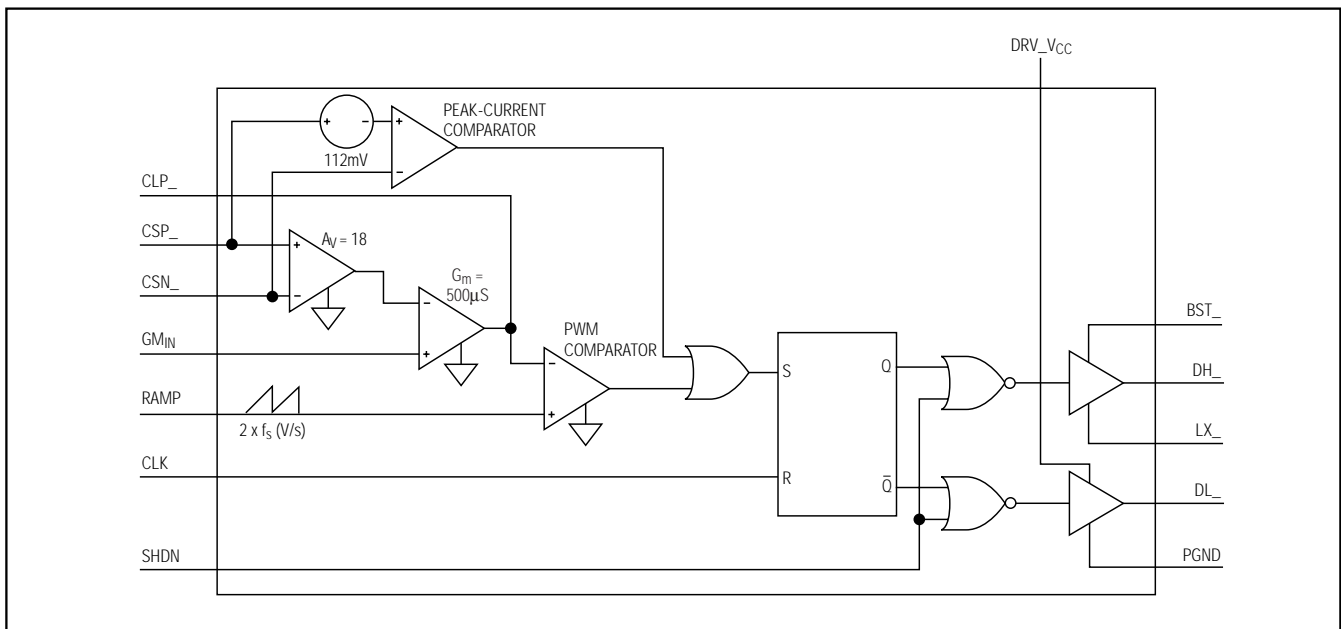 DRV_VCC
PEAK-CURRENT
COMPARATOR
+
−
+
−
112mV
CLP_
CSP_
CSN_
GMIN
RAMP
CLK
SHDN
AV = 18
+
−
Gm =
500μS
−
+
PWM
COMPARATOR
−
+
2 x fS (V/s)
S
R
Q
Q̅
BST_
DH_
LX_
DL_
PGND